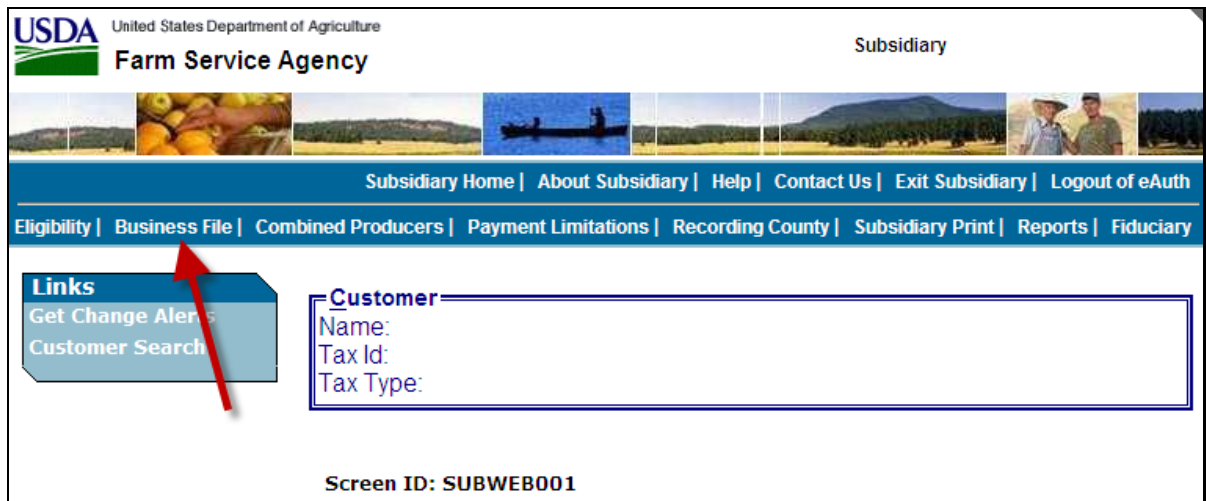 USDA
United States Department of Agriculture
Farm Service Agency
Subsidiary
Subsidiary Home | About Subsidiary | Help | Contact Us | Exit Subsidiary | Logout of eAuth
Eligibility | Business File | Combined Producers | Payment Limitations | Recording County | Subsidiary Print | Reports | Fiduciary
Links
Get Change Alerts
Customer Search
Customer
Name:
Tax Id:
Tax Type:
Screen ID: SUBWEB001